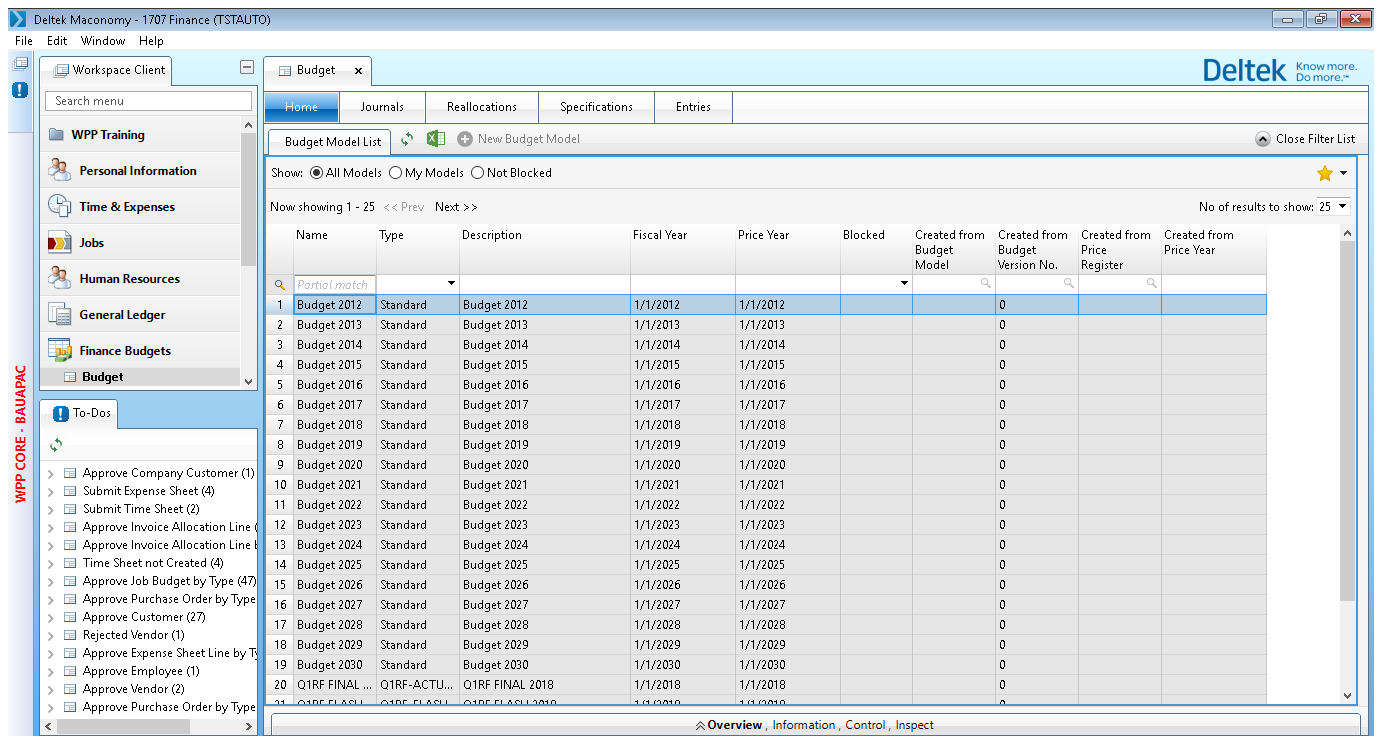 Deltek Maconomy - 1707 Finance (TSTAUTO)
File Edit Window Help
Workspace Client
Search menu
WPP Training
Personal Information
Time & Expenses
Jobs
Human Resources
General Ledger
Finance Budgets
Budget
WPP CORE - BAUAPAC
To-Dos
Approve Company Customer (1)
Submit Expense Sheet (4)
Submit Time Sheet (2)
Approve Invoice Allocation Line (
Approve Invoice Allocation Line
Time Sheet not Created (4)
Approve Job Budget by Type (47)
Approve Purchase Order by Type
Approve Customer (27)
Rejected Vendor (1)
Approve Expense Sheet Line by Ty
Approve Employee (1)
Approve Vendor (2)
Approve Purchase Order by Type
Budget
Deltek Know more. Do more.™
Home Journals Reallocations Specifications Entries
Budget Model List New Budget Model Close Filter List
Show: All Models My Models Not Blocked
Now showing 1 - 25 << Prev Next >> No of results to show: 25
Name Type Description Fiscal Year Price Year Blocked Created from Budget Model Created from Budget Version No. Created from Price Register Created from Price Year
Partial match
1 Budget 2012 Standard Budget 2012 1/1/2012 1/1/2012 0
2 Budget 2013 Standard Budget 2013 1/1/2013 1/1/2013 0
3 Budget 2014 Standard Budget 2014 1/1/2014 1/1/2014 0
4 Budget 2015 Standard Budget 2015 1/1/2015 1/1/2015 0
5 Budget 2016 Standard Budget 2016 1/1/2016 1/1/2016 0
6 Budget 2017 Standard Budget 2017 1/1/2017 1/1/2017 0
7 Budget 2018 Standard Budget 2018 1/1/2018 1/1/2018 0
8 Budget 2019 Standard Budget 2019 1/1/2019 1/1/2019 0
9 Budget 2020 Standard Budget 2020 1/1/2020 1/1/2020 0
10 Budget 2021 Standard Budget 2021 1/1/2021 1/1/2021 0
11 Budget 2022 Standard Budget 2022 1/1/2022 1/1/2022 0
12 Budget 2023 Standard Budget 2023 1/1/2023 1/1/2023 0
13 Budget 2024 Standard Budget 2024 1/1/2024 1/1/2024 0
14 Budget 2025 Standard Budget 2025 1/1/2025 1/1/2025 0
15 Budget 2026 Standard Budget 2026 1/1/2026 1/1/2026 0
16 Budget 2027 Standard Budget 2027 1/1/2027 1/1/2027 0
17 Budget 2028 Standard Budget 2028 1/1/2028 1/1/2028 0
18 Budget 2029 Standard Budget 2029 1/1/2029 1/1/2029 0
19 Budget 2030 Standard Budget 2030 1/1/2030 1/1/2030 0
20 Q1RF FINAL ... Q1RF-ACTU... Q1RF FINAL 2018 1/1/2018 1/1/2018 0
Overview , Information , Control , Inspect